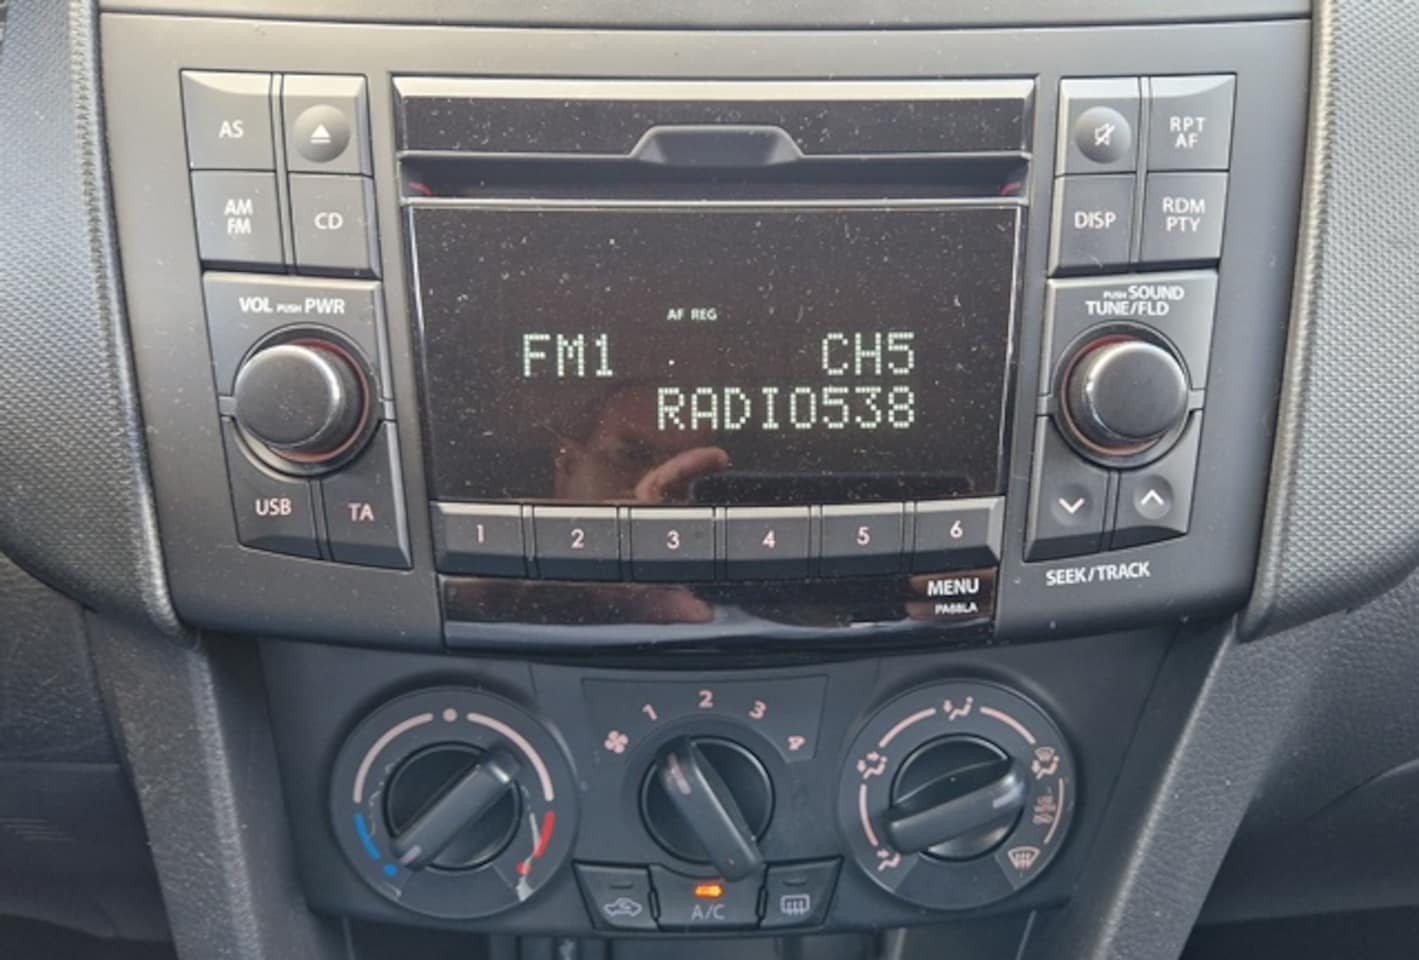 AS
RPT
AF
AM
FM
CD
DISP
RDM
PTY
VOL PUSH PWR
PUSH SOUND
TUNE/FLD
AF REG
FM1 CH5
RADIO538
USB TA
1 2 3 4 5 6
MENU
PA88LA
SEEK/TRACK
1 2 3 4
A/C